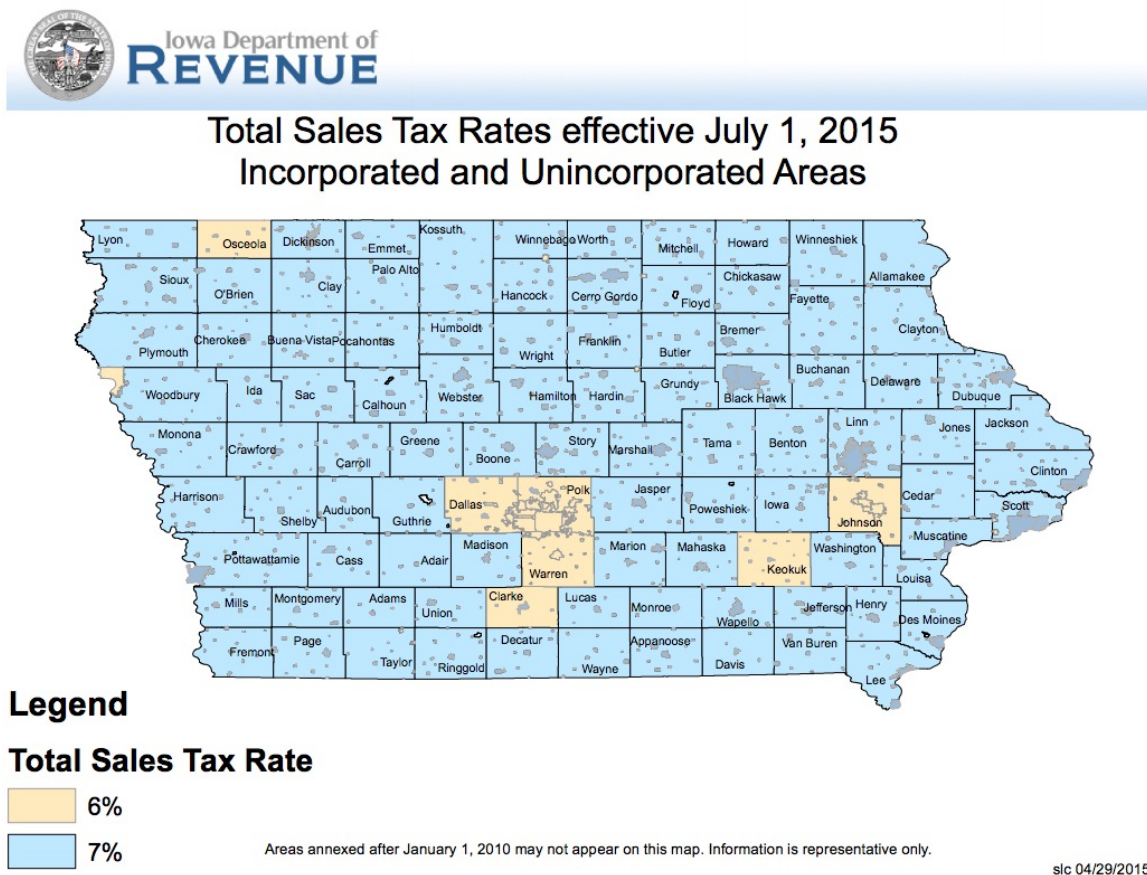 Iowa Department of
REVENUE
Total Sales Tax Rates effective July 1, 2015
Incorporated and Unincorporated Areas
Lyon
Osceola
Dickinson
Emmet
Kossuth
Winnebago
Worth
Mitchell
Howard
Winneshiek
Allamakee
Sioux
O'Brien
Clay
Palo Alto
Hancock
Cerro Gordo
Floyd
Chickasaw
Fayette
Clayton
Plymouth
Cherokee
Buena Vista
Pocahontas
Humboldt
Wright
Franklin
Butler
Bremer
Woodbury
Ida
Sac
Calhoun
Webster
Hamilton
Hardin
Grundy
Black Hawk
Buchanan
Delaware
Dubuque
Monona
Crawford
Carroll
Greene
Boone
Story
Marshall
Tama
Benton
Linn
Jones
Jackson
Clinton
Harrison
Shelby
Audubon
Guthrie
Dallas
Polk
Jasper
Poweshiek
Iowa
Johnson
Cedar
Scott
Muscatine
Pottawattamie
Cass
Adair
Madison
Warren
Marion
Mahaska
Keokuk
Washington
Louisa
Mills
Montgomery
Adams
Union
Clarke
Lucas
Monroe
Wapello
Jefferson
Henry
Des Moines
Fremont
Page
Taylor
Ringgold
Decatur
Wayne
Appanoose
Davis
Van Buren
Lee
Legend
Total Sales Tax Rate
6%
7%
Areas annexed after January 1, 2010 may not appear on this map. Information is representative only.
slc 04/29/2015